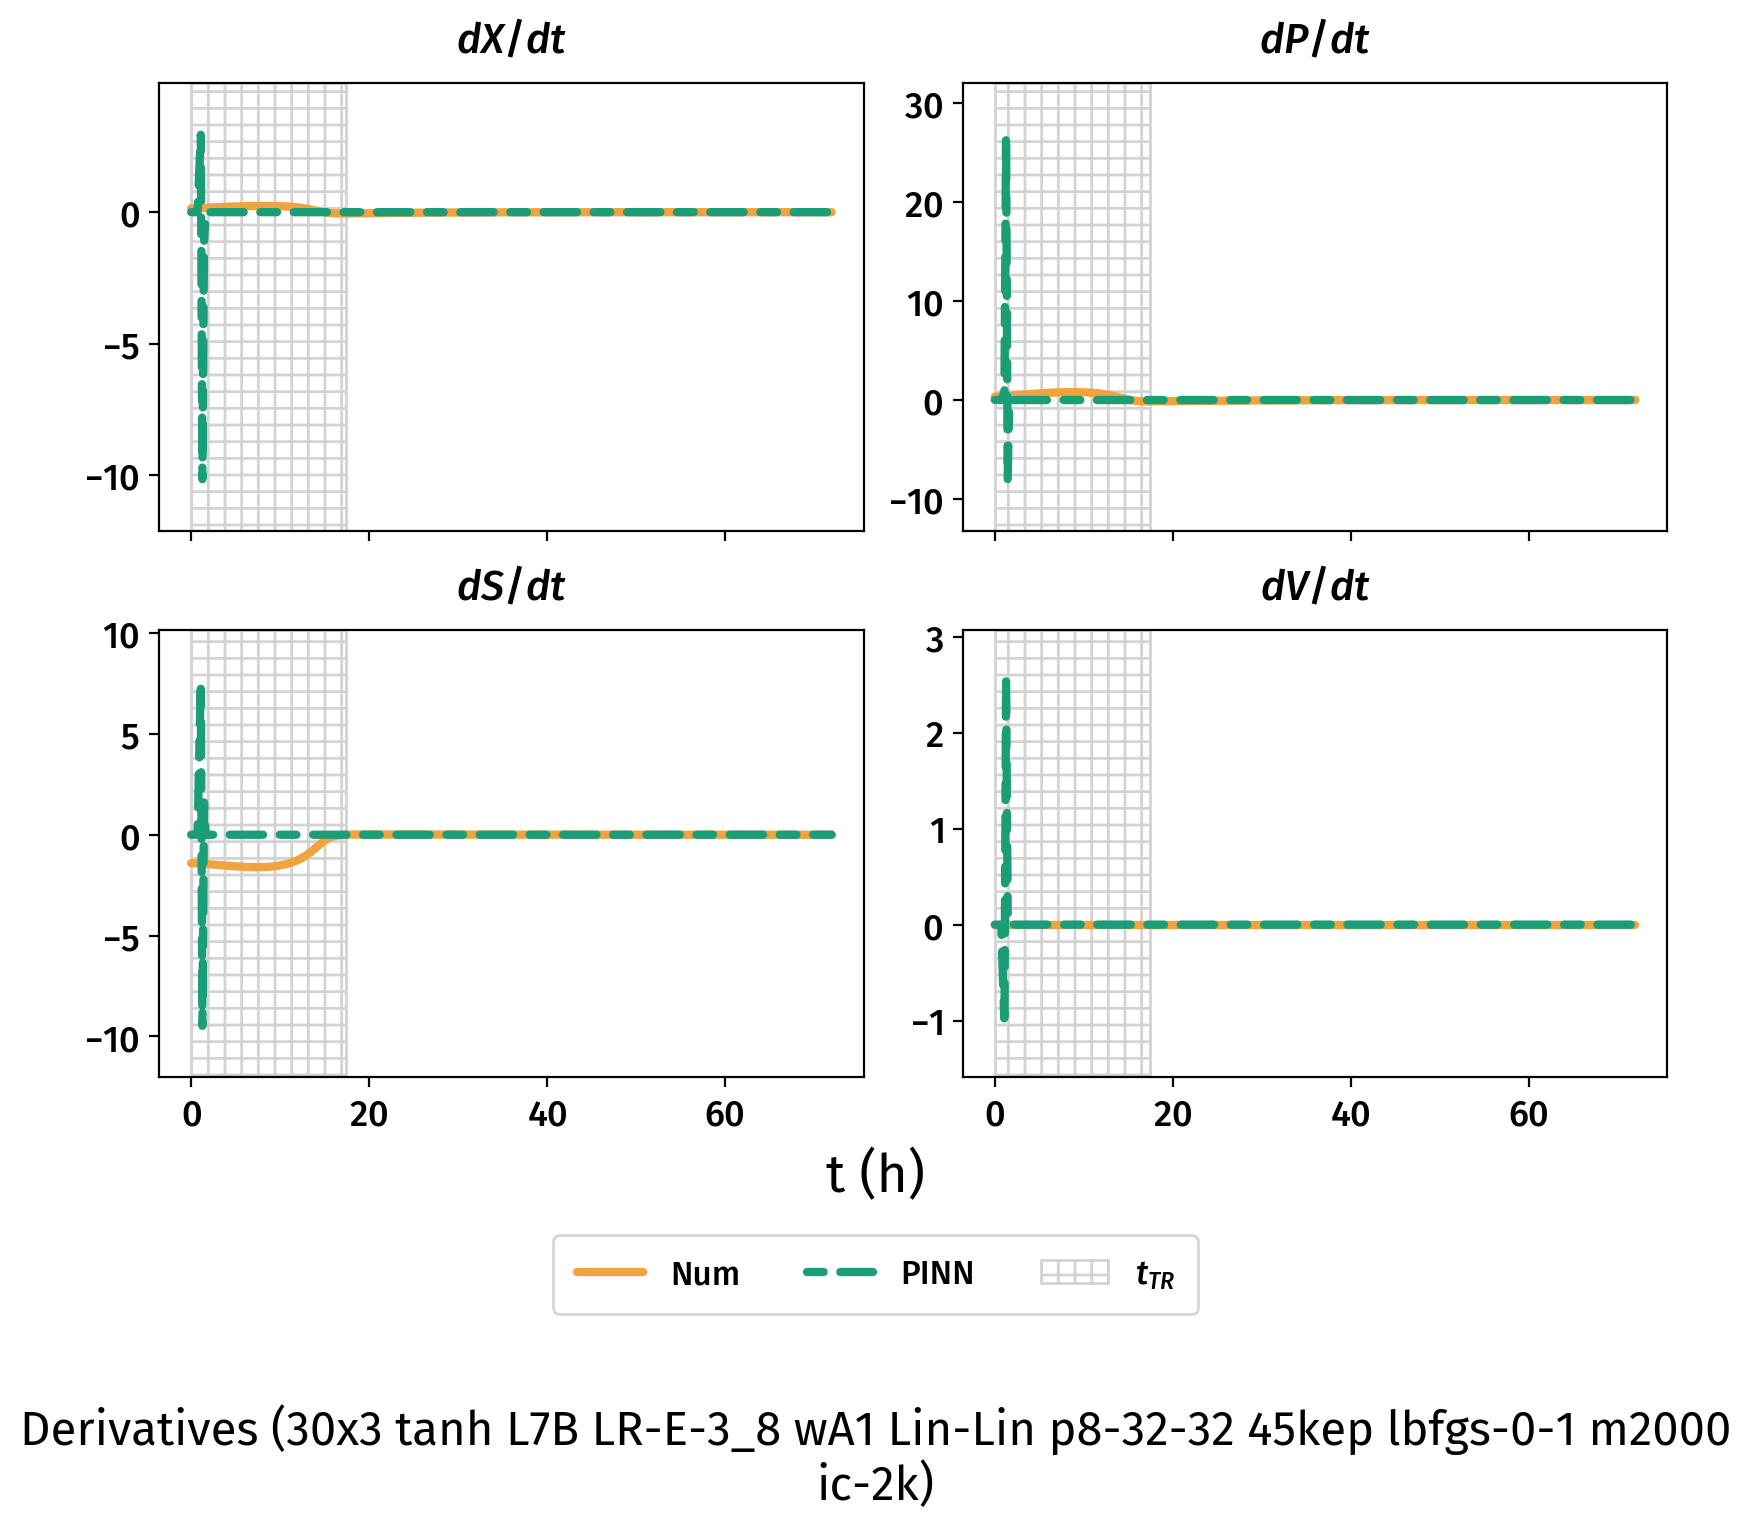 dX/dt
dP/dt
0
−5
−10
30
20
10
0
−10
dS/dt
dV/dt
10
5
0
−5
−10
3
2
1
0
−1
0 20 40 60
0 20 40 60
t (h)
Num PINN tTR
Derivatives (30x3 tanh L7B LR-E-3_8 wA1 Lin-Lin p8-32-32 45kep lbfgs-0-1 m2000
ic-2k)